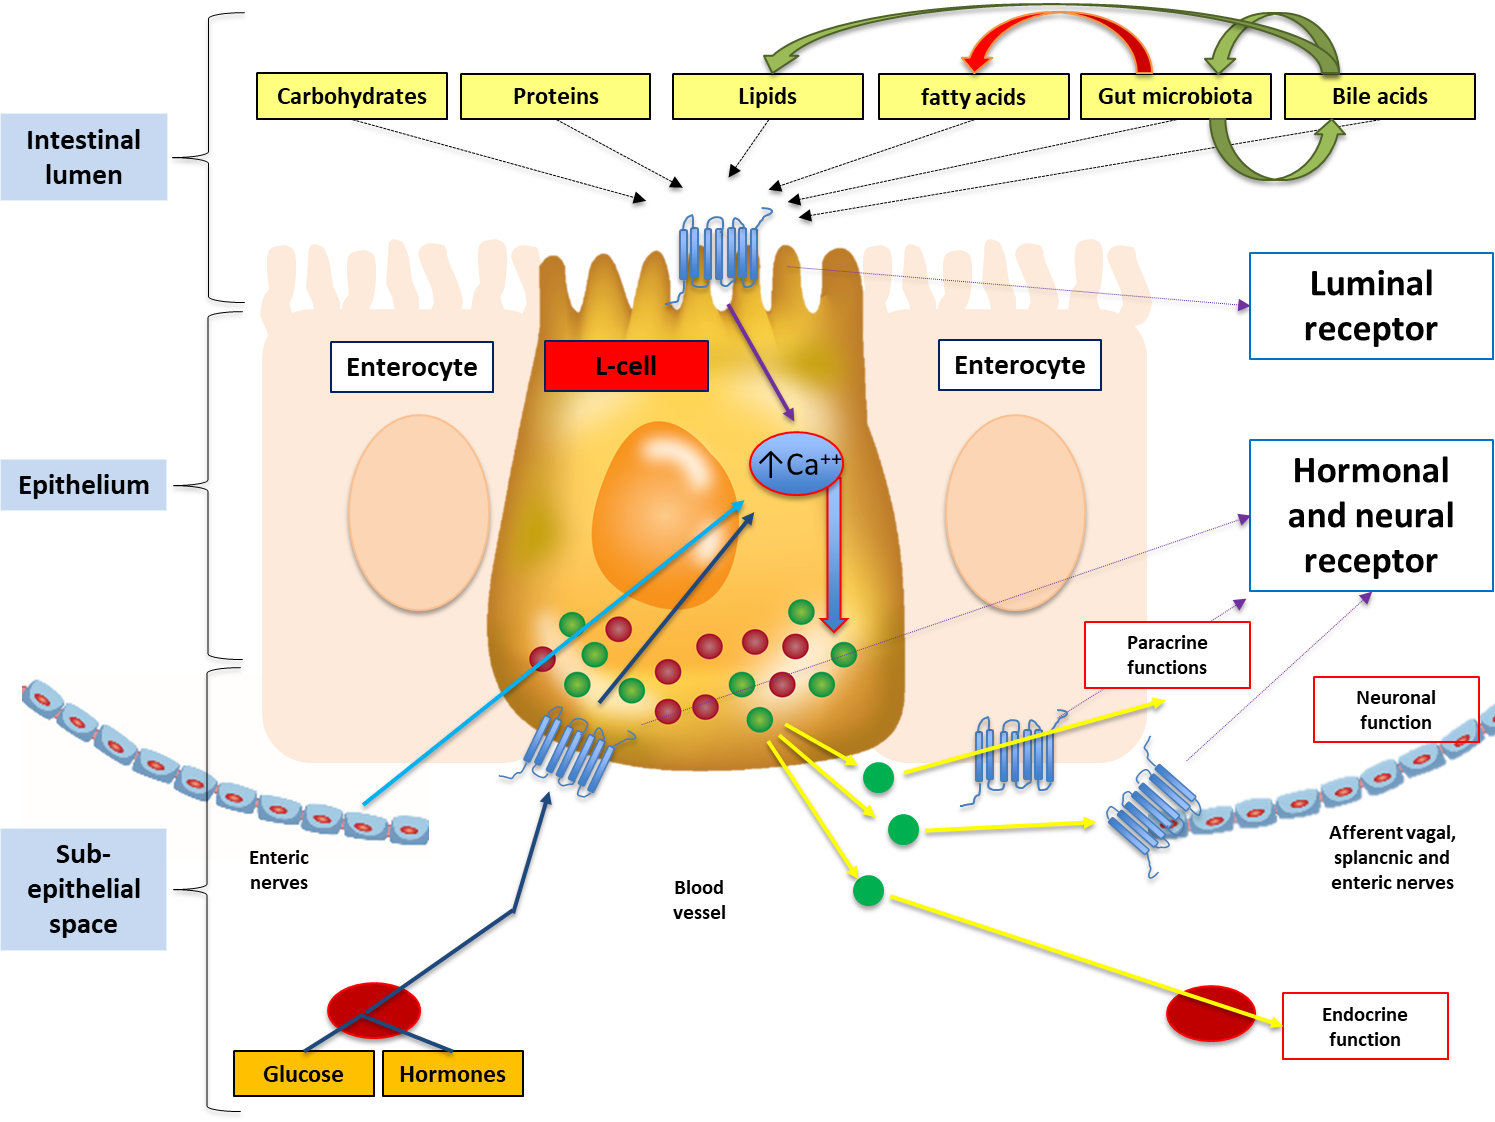 Carbohydrates
Proteins
Lipids
fatty acids
Gut microbiota
Bile acids
Intestinal
lumen
Luminal
receptor
Enterocyte
L-cell
Enterocyte
↑Ca++
Epithelium
Hormonal
and neural
receptor
Paracrine
functions
Neuronal
function
Sub-
epithelial
space
Enteric
nerves
Blood
vessel
Afferent vagal,
splancnic and
enteric nerves
Glucose
Hormones
Endocrine
function